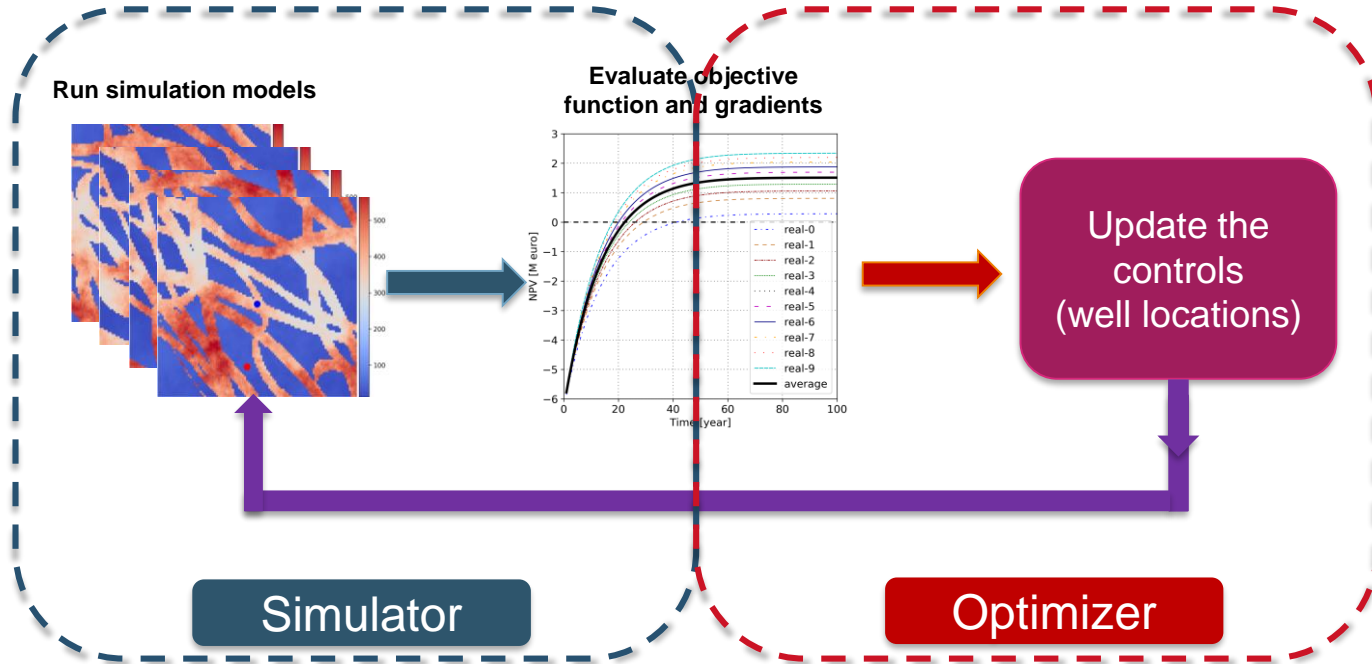 Run simulation models
Evaluate objective
function and gradients
500
400
300
200
100
NPV [M euro]
3
2
1
0
−1
−2
−3
−4
−5
−6
0
20
40
60
80
100
Time [year]
real-0
real-1
real-2
real-3
real-4
real-5
real-6
real-7
real-8
real-9
average
Update the
controls
(well locations)
Simulator
Optimizer